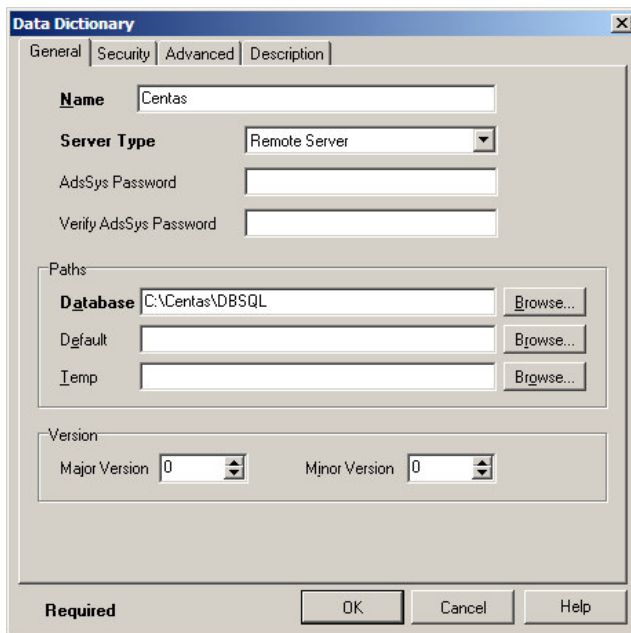 Data Dictionary
General Security Advanced Description
Name Centas
Server Type Remote Server
AdsSys Password
Verify AdsSys Password
Paths
Database C:\Centas\DBSQL Browse...
Default Browse...
Temp Browse...
Version
Major Version 0 Minor Version 0
Required OK Cancel Help